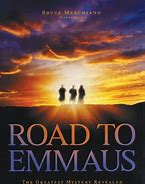 BRUCE MARCHIANO
ROAD TO
EMMAUS
THE GREATEST MYSTERY REVEALED